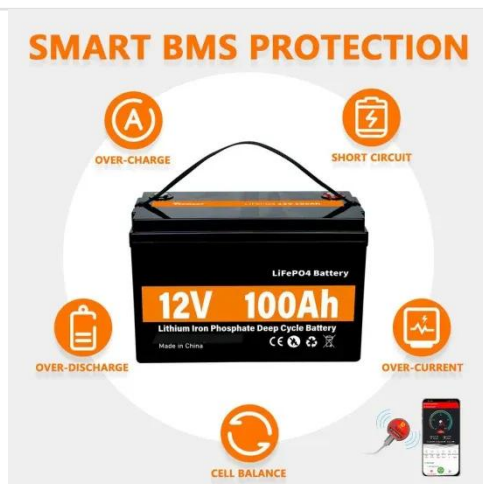 SMART BMS PROTECTION
A
OVER-CHARGE
SHORT CIRCUIT
LiFePO4 Battery
12V 100Ah
Lithium Iron Phosphate Deep Cycle Battery
Made in China
CE
OVER-DISCHARGE
OVER-CURRENT
CELL BALANCE